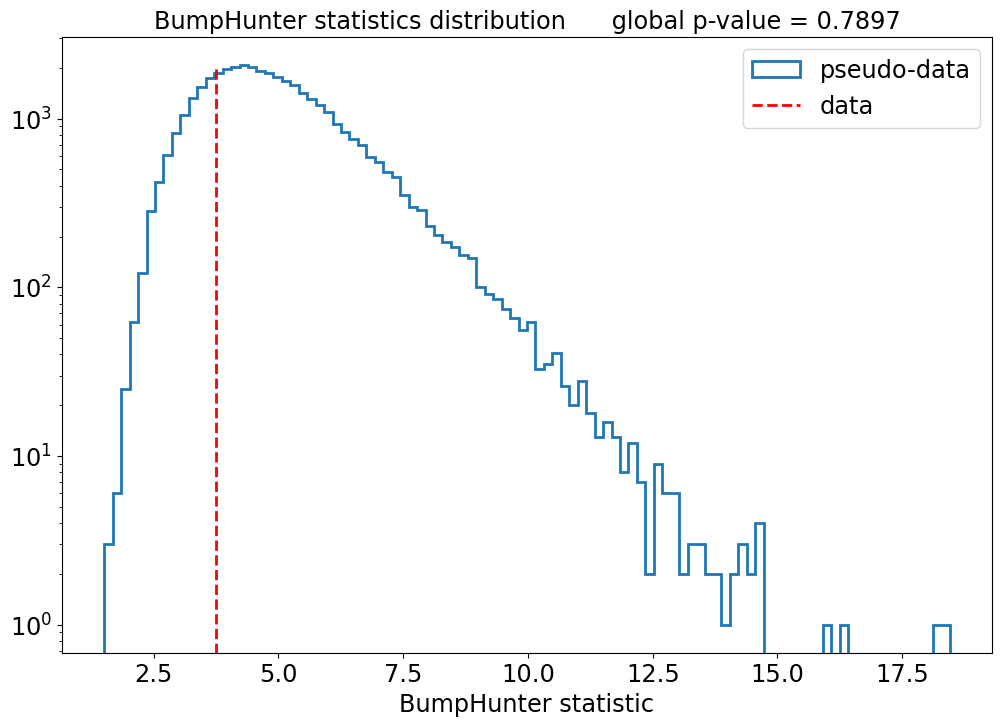 BumpHunter statistics distribution      global p-value = 0.7897
pseudo-data
data
10³
10²
10¹
10⁰
2.5 5.0 7.5 10.0 12.5 15.0 17.5
BumpHunter statistic